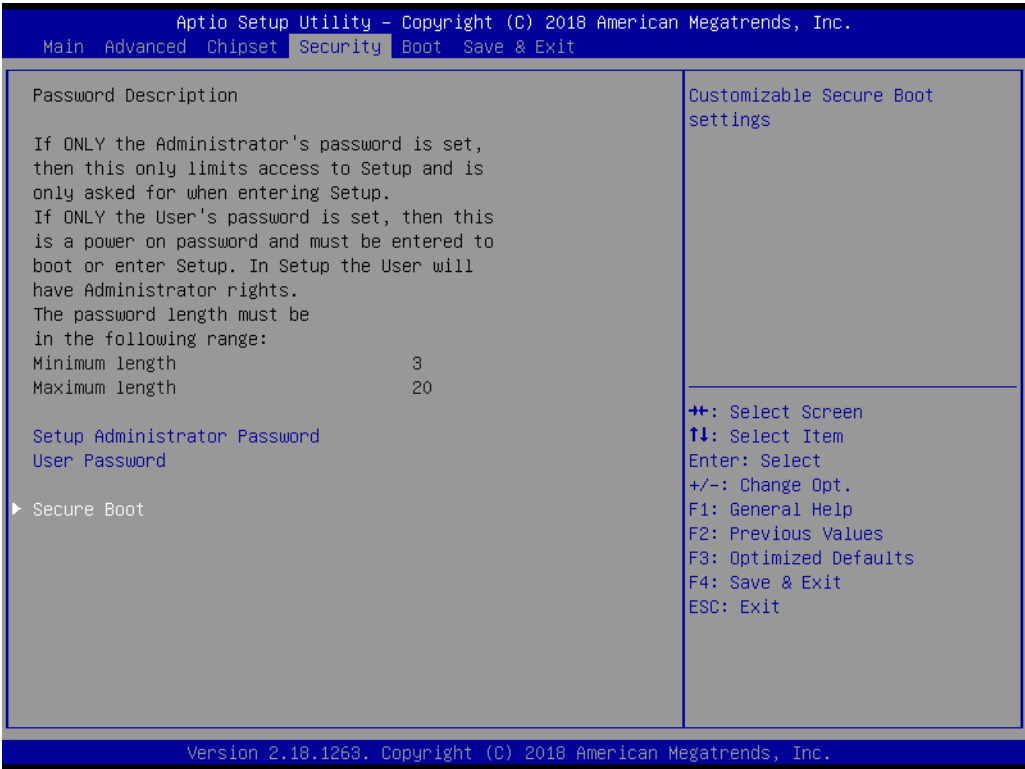 Aptio Setup Utility – Copyright (C) 2018 American Megatrends, Inc.
Main Advanced Chipset Security Boot Save & Exit
Password Description
If ONLY the Administrator's password is set,
then this only limits access to Setup and is
only asked for when entering Setup.
If ONLY the User's password is set, then this
is a power on password and must be entered to
boot or enter Setup. In Setup the User will
have Administrator rights.
The password length must be
in the following range:
Minimum length 3
Maximum length 20
Setup Administrator Password
User Password
Secure Boot
Customizable Secure Boot
settings
→←: Select Screen
↑↓: Select Item
Enter: Select
+/-: Change Opt.
F1: General Help
F2: Previous Values
F3: Optimized Defaults
F4: Save & Exit
ESC: Exit
Version 2.18.1263. Copyright (C) 2018 American Megatrends, Inc.